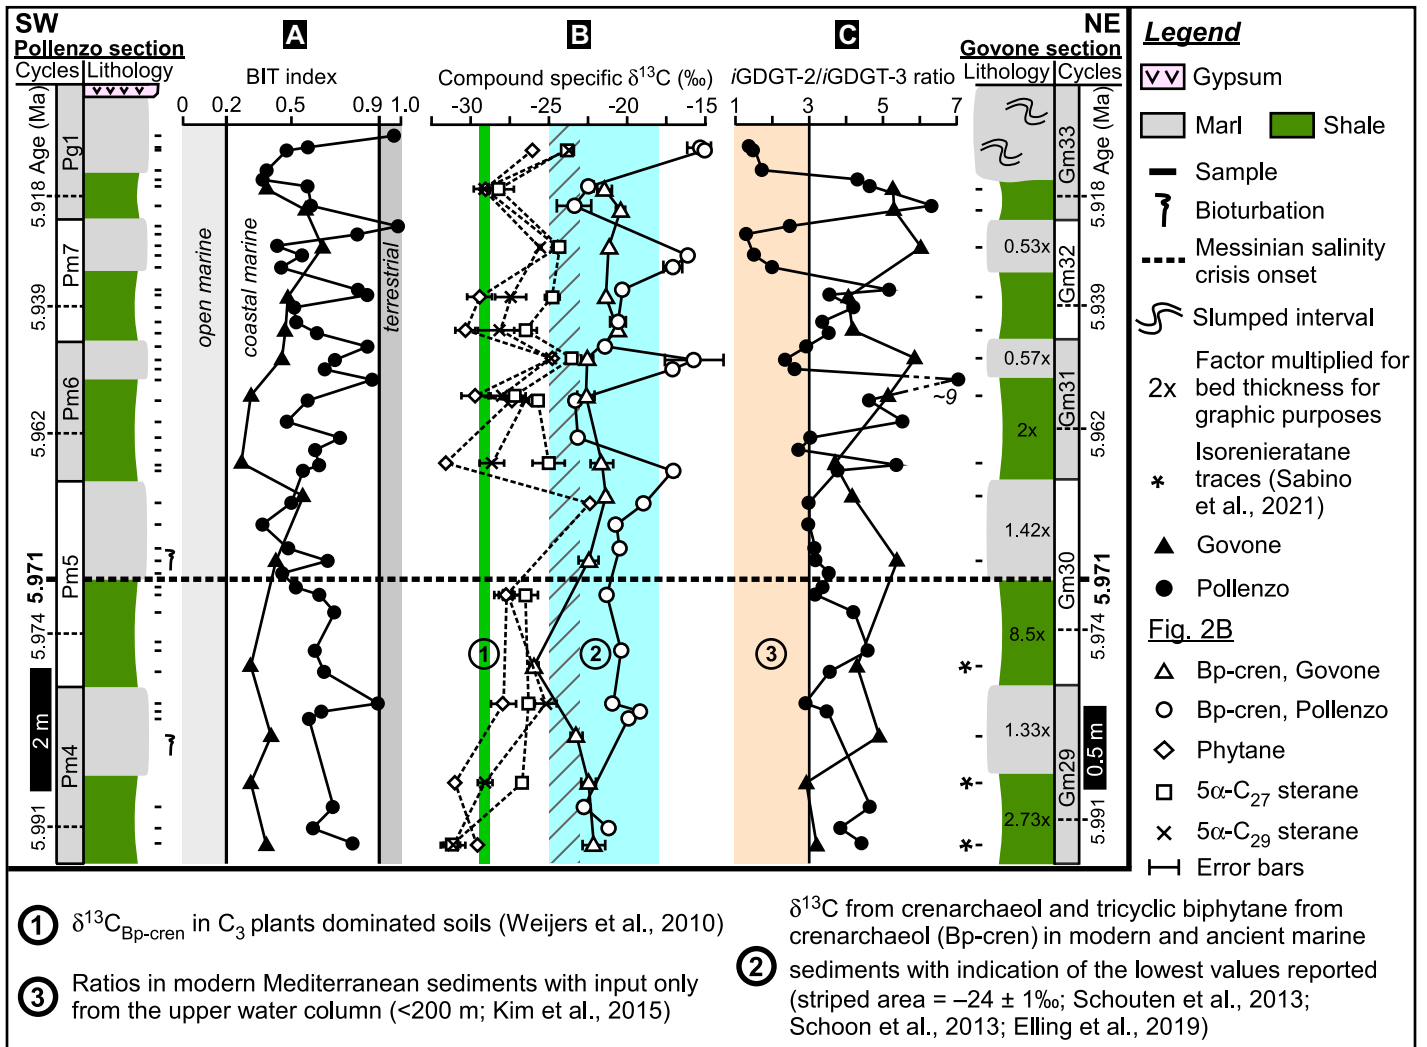 SW
Pollenzo section
Cycles Lithology
A
BIT index
0 0.2 0.5 0.9 1.0
B
Compound specific δ¹³C (‰)
-30 -25 -20 -15
C
iGDGT-2/iGDGT-3 ratio
1 3 5 7
NE
Govone section
Lithology Cycles
Age (Ma)
5.918
5.939
5.962
5.971
5.974
5.991
2 m
Pg1
Pm7
Pm6
Pm5
Pm4
open marine
coastal marine
terrestrial
1
2
3
~9
0.53x
0.57x
2x
1.42x
8.5x
1.33x
2.73x
Gm33
Gm32
Gm31
Gm30
Gm29
Age (Ma)
5.918
5.939
5.962
5.971
5.974
5.991
0.5 m
Legend
Gypsum
Marl
Shale
Sample
Bioturbation
Messinian salinity
crisis onset
Slumped interval
2x
Factor multiplied for
bed thickness for
graphic purposes
Isorenieratane
traces (Sabino
et al., 2021)
Govone
Pollenzo
Fig. 2B
Bp-cren, Govone
Bp-cren, Pollenzo
Phytane
5α-C₂₇ sterane
5α-C₂₉ sterane
Error bars
1 δ¹³C_Bp-cren in C₃ plants dominated soils (Weijers et al., 2010)
3 Ratios in modern Mediterranean sediments with input only
from the upper water column (<200 m; Kim et al., 2015)
2 δ¹³C from crenarchaeol and tricyclic biphytane from
crenarchaeol (Bp-cren) in modern and ancient marine
sediments with indication of the lowest values reported
(striped area = –24 ± 1‰; Schouten et al., 2013;
Schoon et al., 2013; Elling et al., 2019)